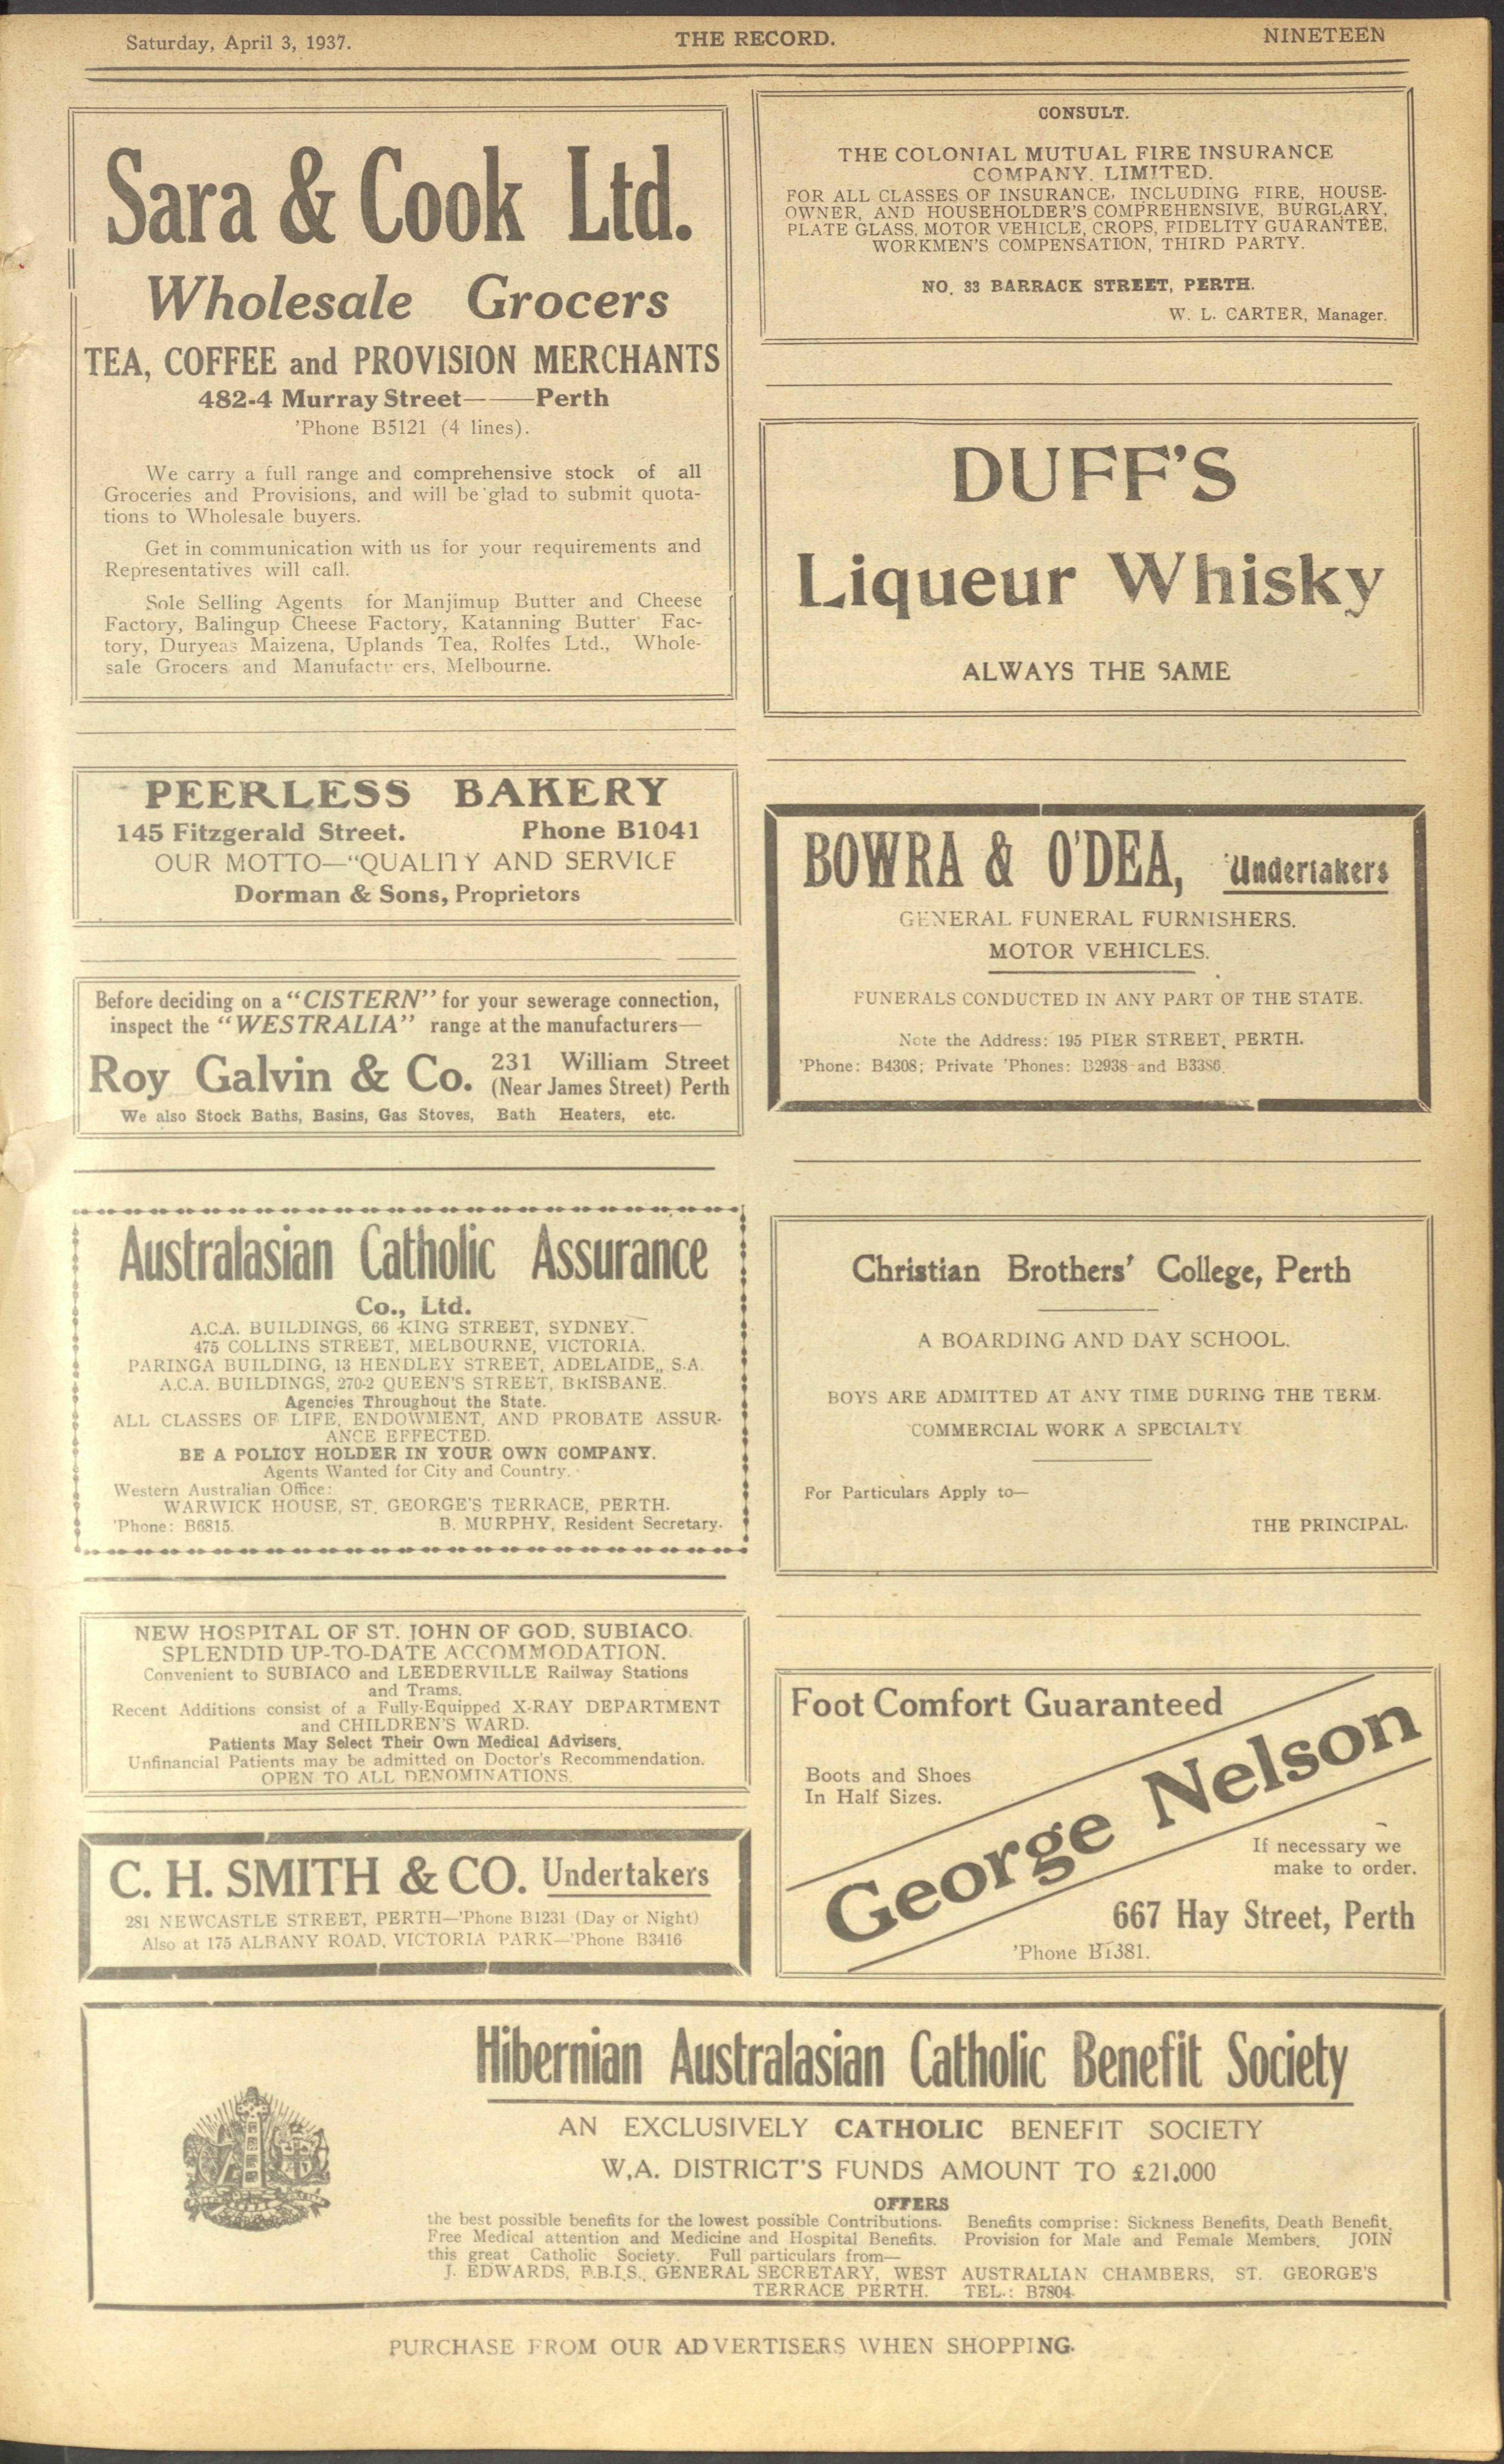 Saturday, April 3, 1937.
THE RECORD.
NINETEEN
Sara & Cook Ltd.
Wholesale Grocers
TEA, COFFEE and PROVISION MERCHANTS
482-4 Murray Street——Perth
'Phone B5121 (4 lines).
We carry a full range and comprehensive stock of all
Groceries and Provisions, and will be glad to submit quota-
tions to Wholesale buyers.
Get in communication with us for your requirements and
Representatives will call.
Sole Selling Agents for Manjimup Butter and Cheese
Factory, Balingup Cheese Factory, Katanning Butter Fac-
tory, Duryeas Maizena, Uplands Tea, Rolfes Ltd., Whole-
sale Grocers and Manufactu ers, Melbourne.
PEERLESS BAKERY
145 Fitzgerald Street. Phone B1041
OUR MOTTO—"QUALITY AND SERVICE
Dorman & Sons, Proprietors
Before deciding on a "CISTERN" for your sewerage connection,
inspect the "WESTRALIA" range at the manufacturers—
Roy Galvin & Co.
231 William Street
(Near James Street) Perth
We also Stock Baths, Basins, Gas Stoves, Bath Heaters, etc.
Australasian Catholic Assurance
Co., Ltd.
A.C.A. BUILDINGS, 66 KING STREET, SYDNEY.
475 COLLINS STREET, MELBOURNE, VICTORIA.
PARINGA BUILDING, 13 HENDLEY STREET, ADELAIDE,, S.A.
A.C.A. BUILDINGS, 270-2 QUEEN'S STREET, BRISBANE.
Agencies Throughout the State.
ALL CLASSES OF LIFE, ENDOWMENT, AND PROBATE ASSUR-
ANCE EFFECTED.
BE A POLICY HOLDER IN YOUR OWN COMPANY.
Agents Wanted for City and Country.
Western Australian Office:
WARWICK HOUSE, ST. GEORGE'S TERRACE, PERTH.
'Phone: B6815. B. MURPHY, Resident Secretary.
NEW HOSPITAL OF ST. JOHN OF GOD, SUBIACO.
SPLENDID UP-TO-DATE ACCOMMODATION.
Convenient to SUBIACO and LEEDERVILLE Railway Stations
and Trams.
Recent Additions consist of a Fully-Equipped X-RAY DEPARTMENT
and CHILDREN'S WARD.
Patients May Select Their Own Medical Advisers.
Unfinancial Patients may be admitted on Doctor's Recommendation.
OPEN TO ALL DENOMINATIONS.
C. H. SMITH & CO. Undertakers
281 NEWCASTLE STREET, PERTH—'Phone B1231 (Day or Night)
Also at 175 ALBANY ROAD, VICTORIA PARK—'Phone B3416
CONSULT.
THE COLONIAL MUTUAL FIRE INSURANCE
COMPANY. LIMITED.
FOR ALL CLASSES OF INSURANCE, INCLUDING FIRE, HOUSE-
OWNER, AND HOUSEHOLDER'S COMPREHENSIVE, BURGLARY,
PLATE GLASS, MOTOR VEHICLE, CROPS, FIDELITY GUARANTEE,
WORKMEN'S COMPENSATION, THIRD PARTY.
NO. 33 BARRACK STREET, PERTH.
W. L. CARTER, Manager.
DUFF'S
Liqueur Whisky
ALWAYS THE SAME
BOWRA & O'DEA, Undertakers
GENERAL FUNERAL FURNISHERS.
MOTOR VEHICLES.
FUNERALS CONDUCTED IN ANY PART OF THE STATE.
Note the Address: 195 PIER STREET, PERTH.
'Phone: B4308; Private 'Phones: B2938 and B3386.
Christian Brothers' College, Perth
A BOARDING AND DAY SCHOOL.
BOYS ARE ADMITTED AT ANY TIME DURING THE TERM.
COMMERCIAL WORK A SPECIALTY
For Particulars Apply to—
THE PRINCIPAL.
Foot Comfort Guaranteed
Boots and Shoes
In Half Sizes.
George Nelson
If necessary we
make to order.
667 Hay Street, Perth
'Phone B1381.
Hibernian Australasian Catholic Benefit Society
AN EXCLUSIVELY CATHOLIC BENEFIT SOCIETY
W.A. DISTRICT'S FUNDS AMOUNT TO £21,000
OFFERS
the best possible benefits for the lowest possible Contributions. Benefits comprise: Sickness Benefits, Death Benefit,
Free Medical attention and Medicine and Hospital Benefits. Provision for Male and Female Members. JOIN
this great Catholic Society. Full particulars from—
J. EDWARDS, F.B.I.S., GENERAL SECRETARY, WEST AUSTRALIAN CHAMBERS, ST. GEORGE'S
TERRACE PERTH. TEL.: B7804.
PURCHASE FROM OUR ADVERTISERS WHEN SHOPPING.